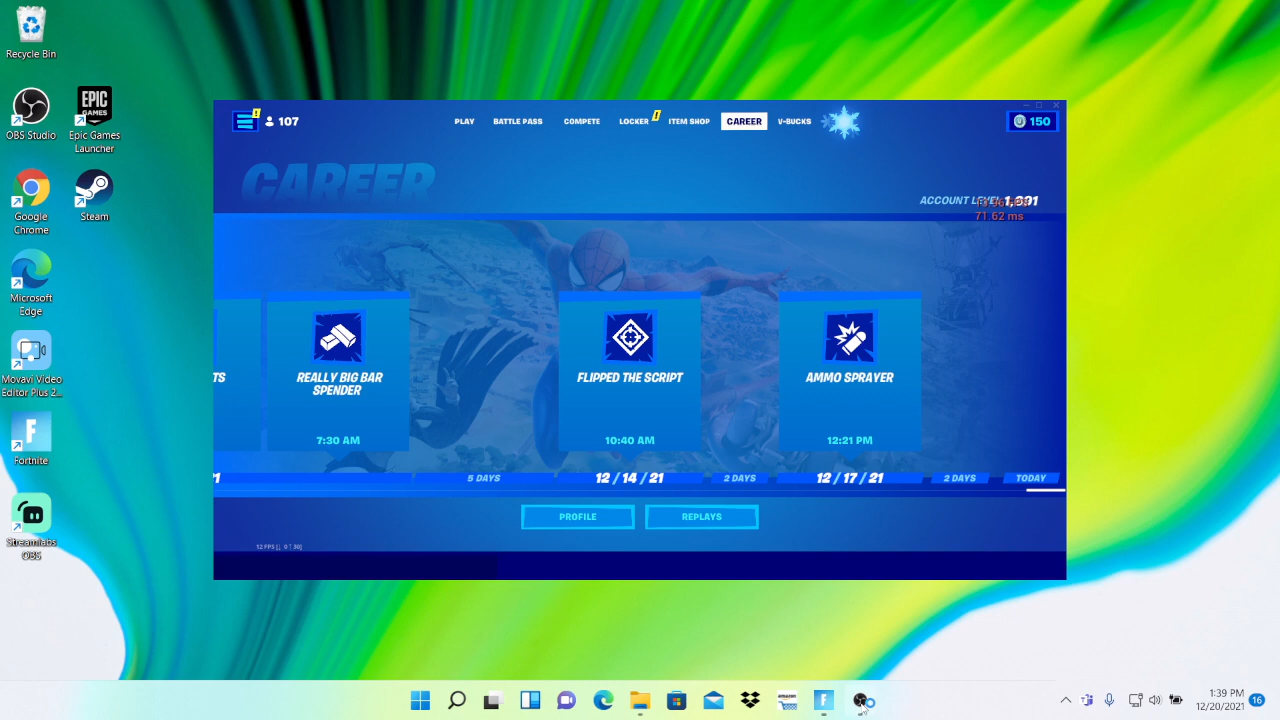 Recycle Bin
OBS Studio
EPIC GAMES
Epic Games Launcher
Google Chrome
Steam
Microsoft Edge
Movavi Video Editor Plus 2...
Fortnite
Streamlabs OBS
107
PLAY
BATTLE PASS
COMPETE
LOCKER
ITEM SHOP
CAREER
V-BUCKS
150
CAREER
ACCOUNT LEVEL
71.62 ms
TS
REALLY BIG BAR
SPENDER
7:30 AM
FLIPPED THE SCRIPT
10:40 AM
AMMO SPRAYER
12:21 PM
5 DAYS
12 / 14 / 21
2 DAYS
12 / 17 / 21
2 DAYS
TODAY
PROFILE
REPLAYS
12 FPS
amazon
1:39 PM
12/20/2021
16